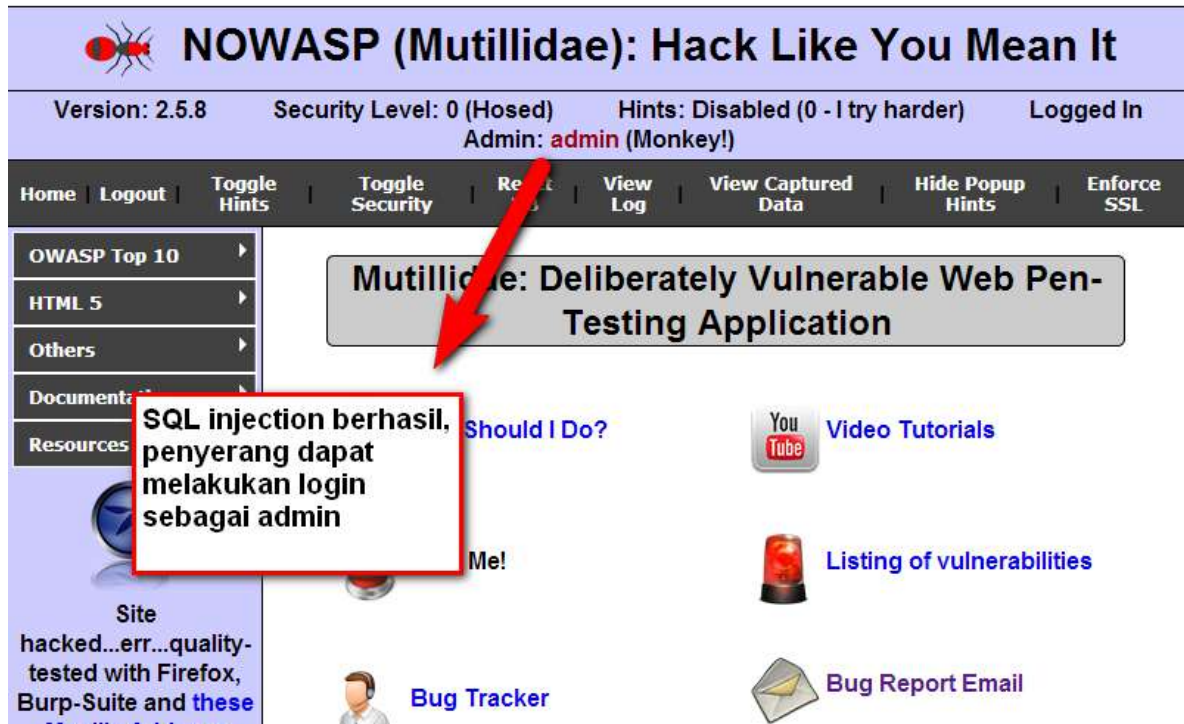 NOWASP (Mutillidae): Hack Like You Mean It
Version: 2.5.8 Security Level: 0 (Hosed) Hints: Disabled (0 - I try harder) Logged In
Admin: admin (Monkey!)
Home Logout Toggle Hints Toggle Security View Log View Captured Data Hide Popup Hints Enforce SSL
OWASP Top 10
HTML 5
Others
Resources
Mutillidae: Deliberately Vulnerable Web Pen-
Testing Application
SQL injection berhasil,
penyerang dapat
melakukan login
sebagai admin
Should I Do?
You Tube
Video Tutorials
Me!
Listing of vulnerabilities
Site
hacked...err...quality-
tested with Firefox,
Burp-Suite and these
Bug Tracker
Bug Report Email